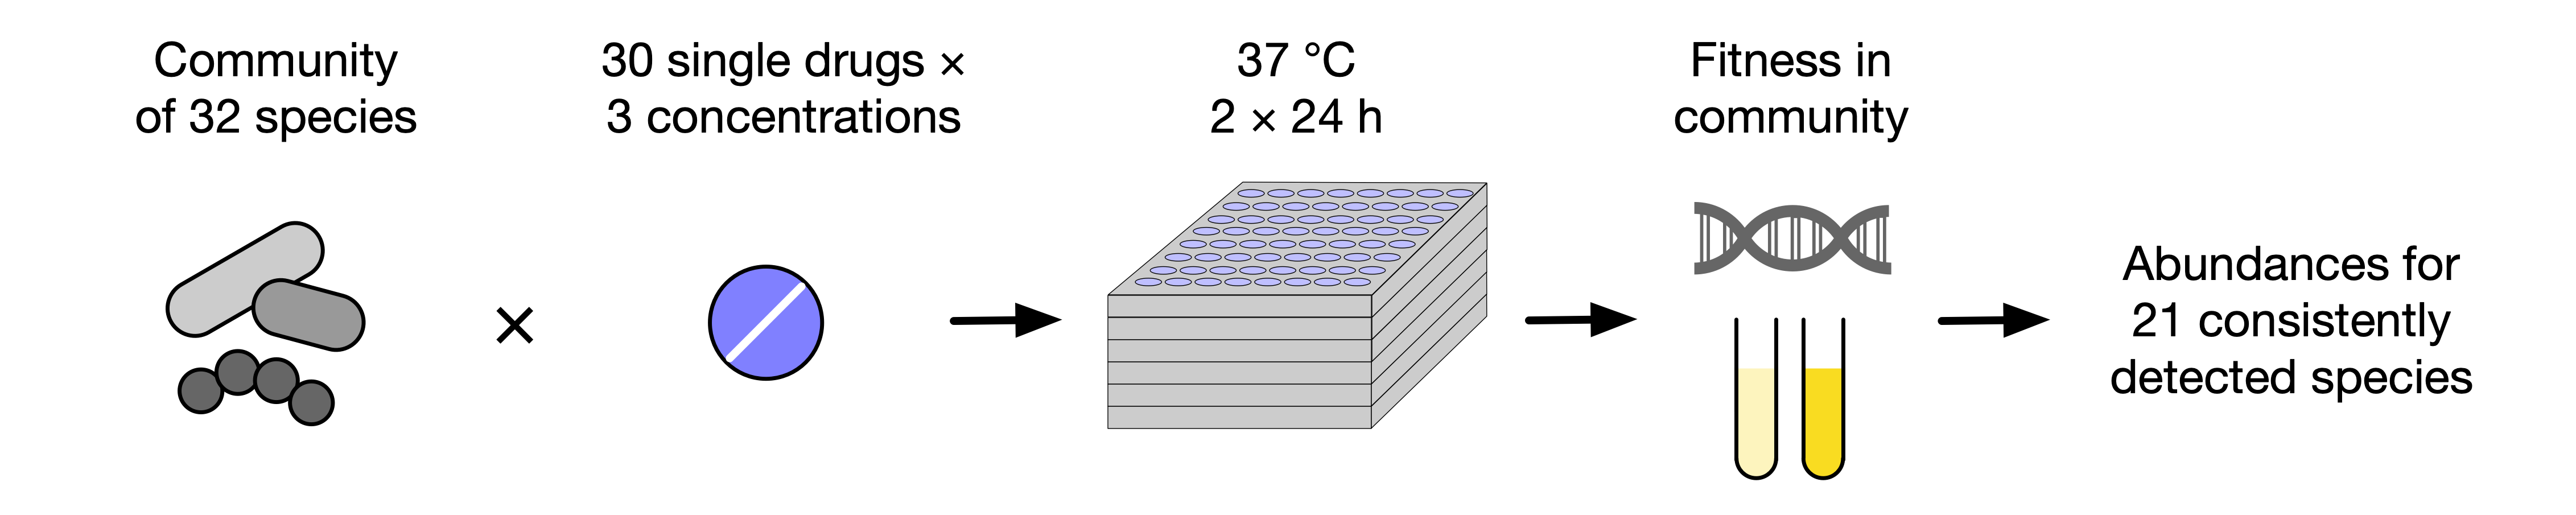 Community
of 32 species
30 single drugs ×
3 concentrations
37 °C
2 × 24 h
Fitness in
community
×
Abundances for
21 consistently
detected species